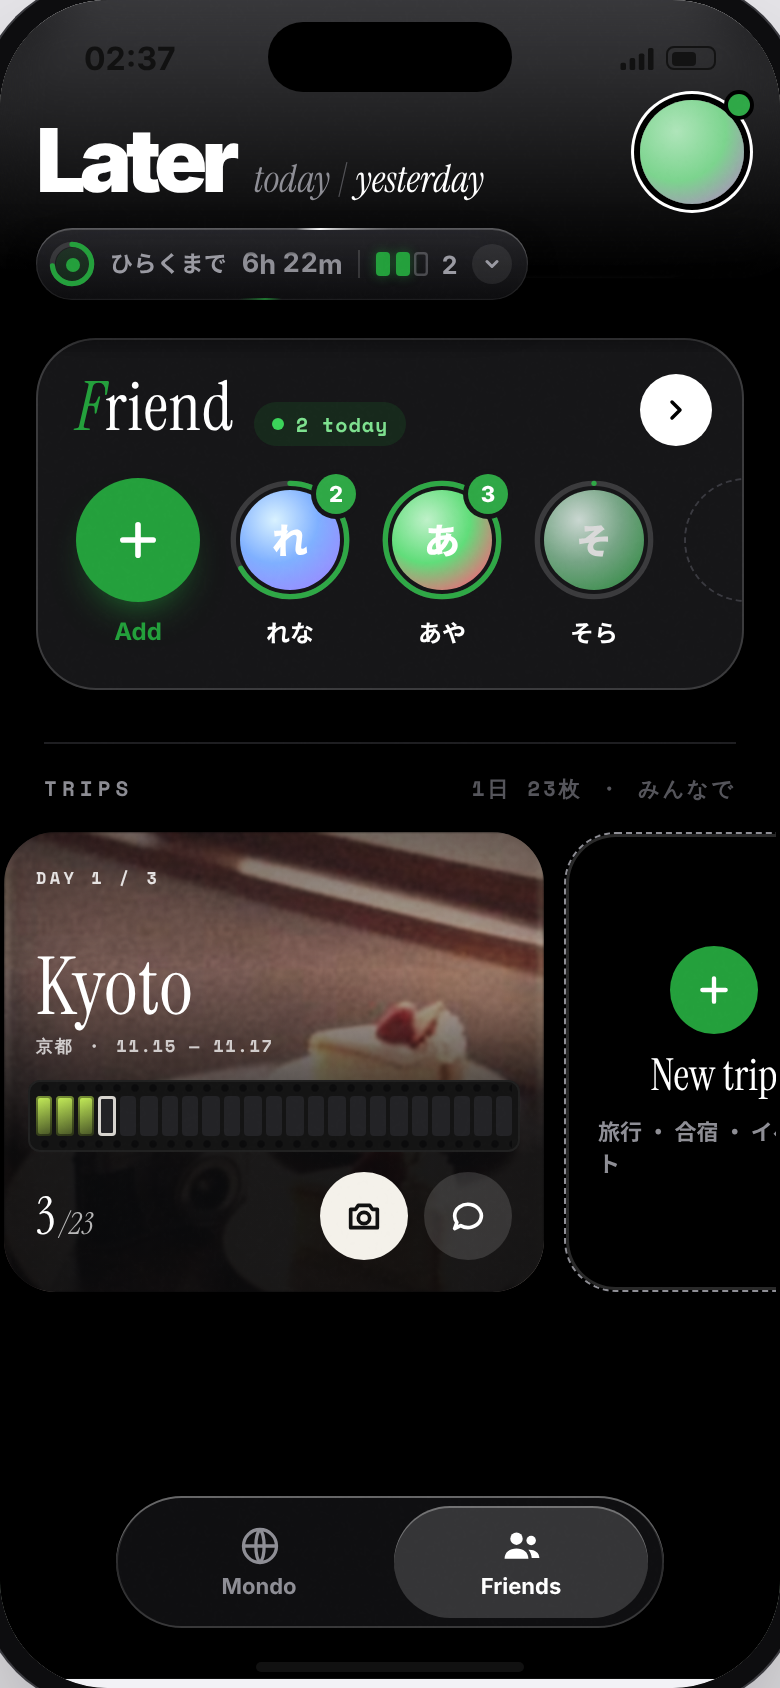 02:37
Later today / yesterday
ひらくまで 6h 22m 2
Friend 2 today
2 3
れ あ そ
Add れな あや そら
TRIPS 1日 23枚 · みんなで
DAY 1 / 3
Kyoto
京都 · 11.15 — 11.17
3/23
New trip
旅行 · 合宿 · イ
ト
Mondo Friends